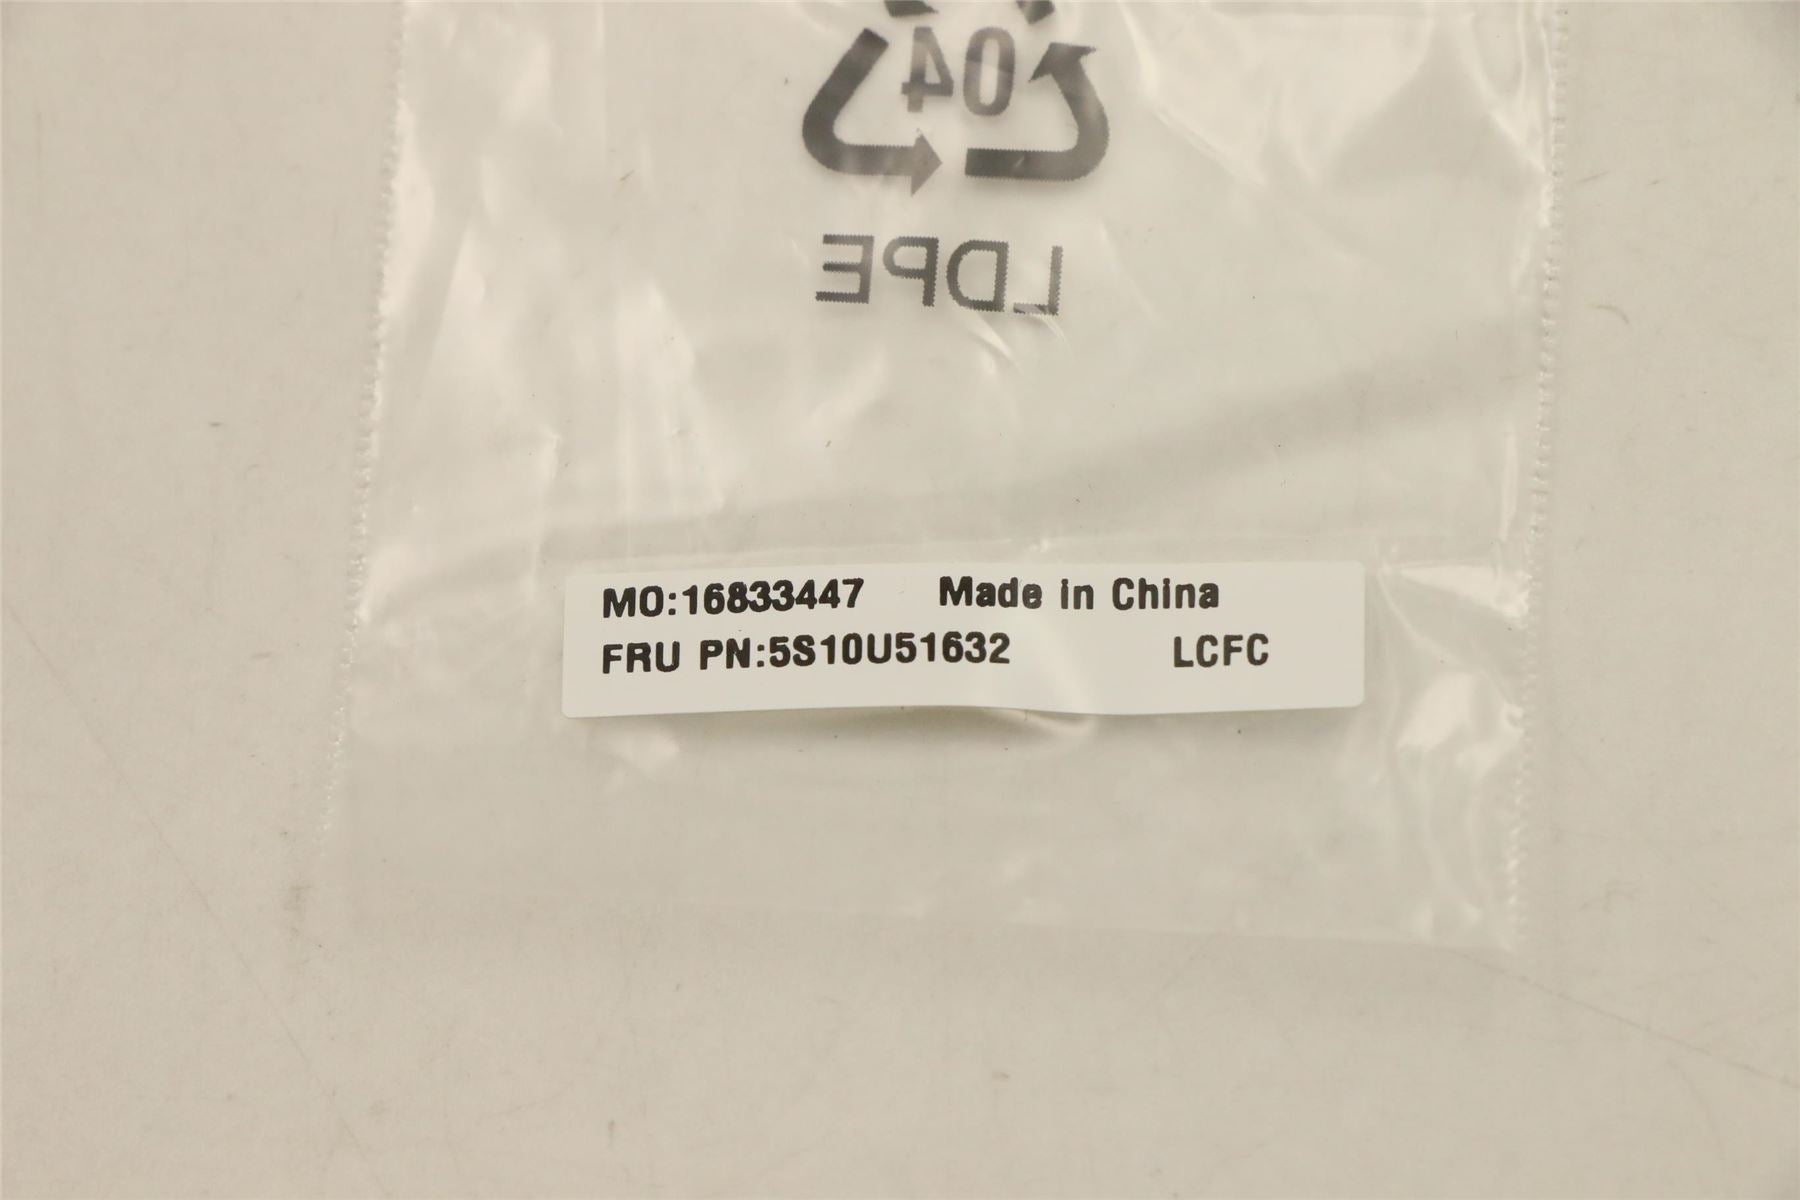 04
LDPE
MO:16833447 Made in China
FRU PN:5S10U51632 LCFC